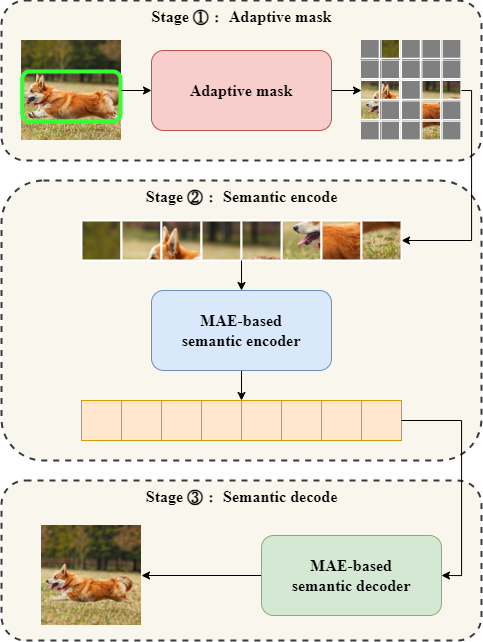 Stage ①： Adaptive mask
Adaptive mask
Stage ②： Semantic encode
MAE-based
semantic encoder
Stage ③： Semantic decode
MAE-based
semantic decoder